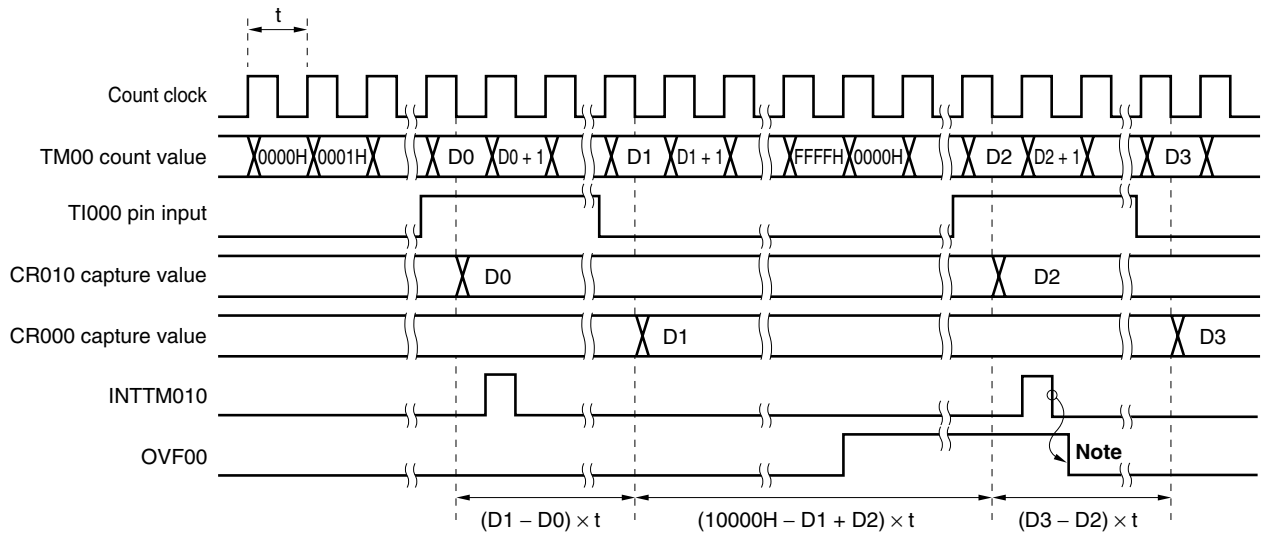 t
Count clock
TM00 count value 0000H 0001H D0 D0 + 1 D1 D1 + 1 FFFFH 0000H D2 D2 + 1 D3
TI000 pin input
CR010 capture value D0 D2
CR000 capture value D1 D3
INTTM010
OVF00 Note
(D1 − D0) × t (10000H − D1 + D2) × t (D3 − D2) × t